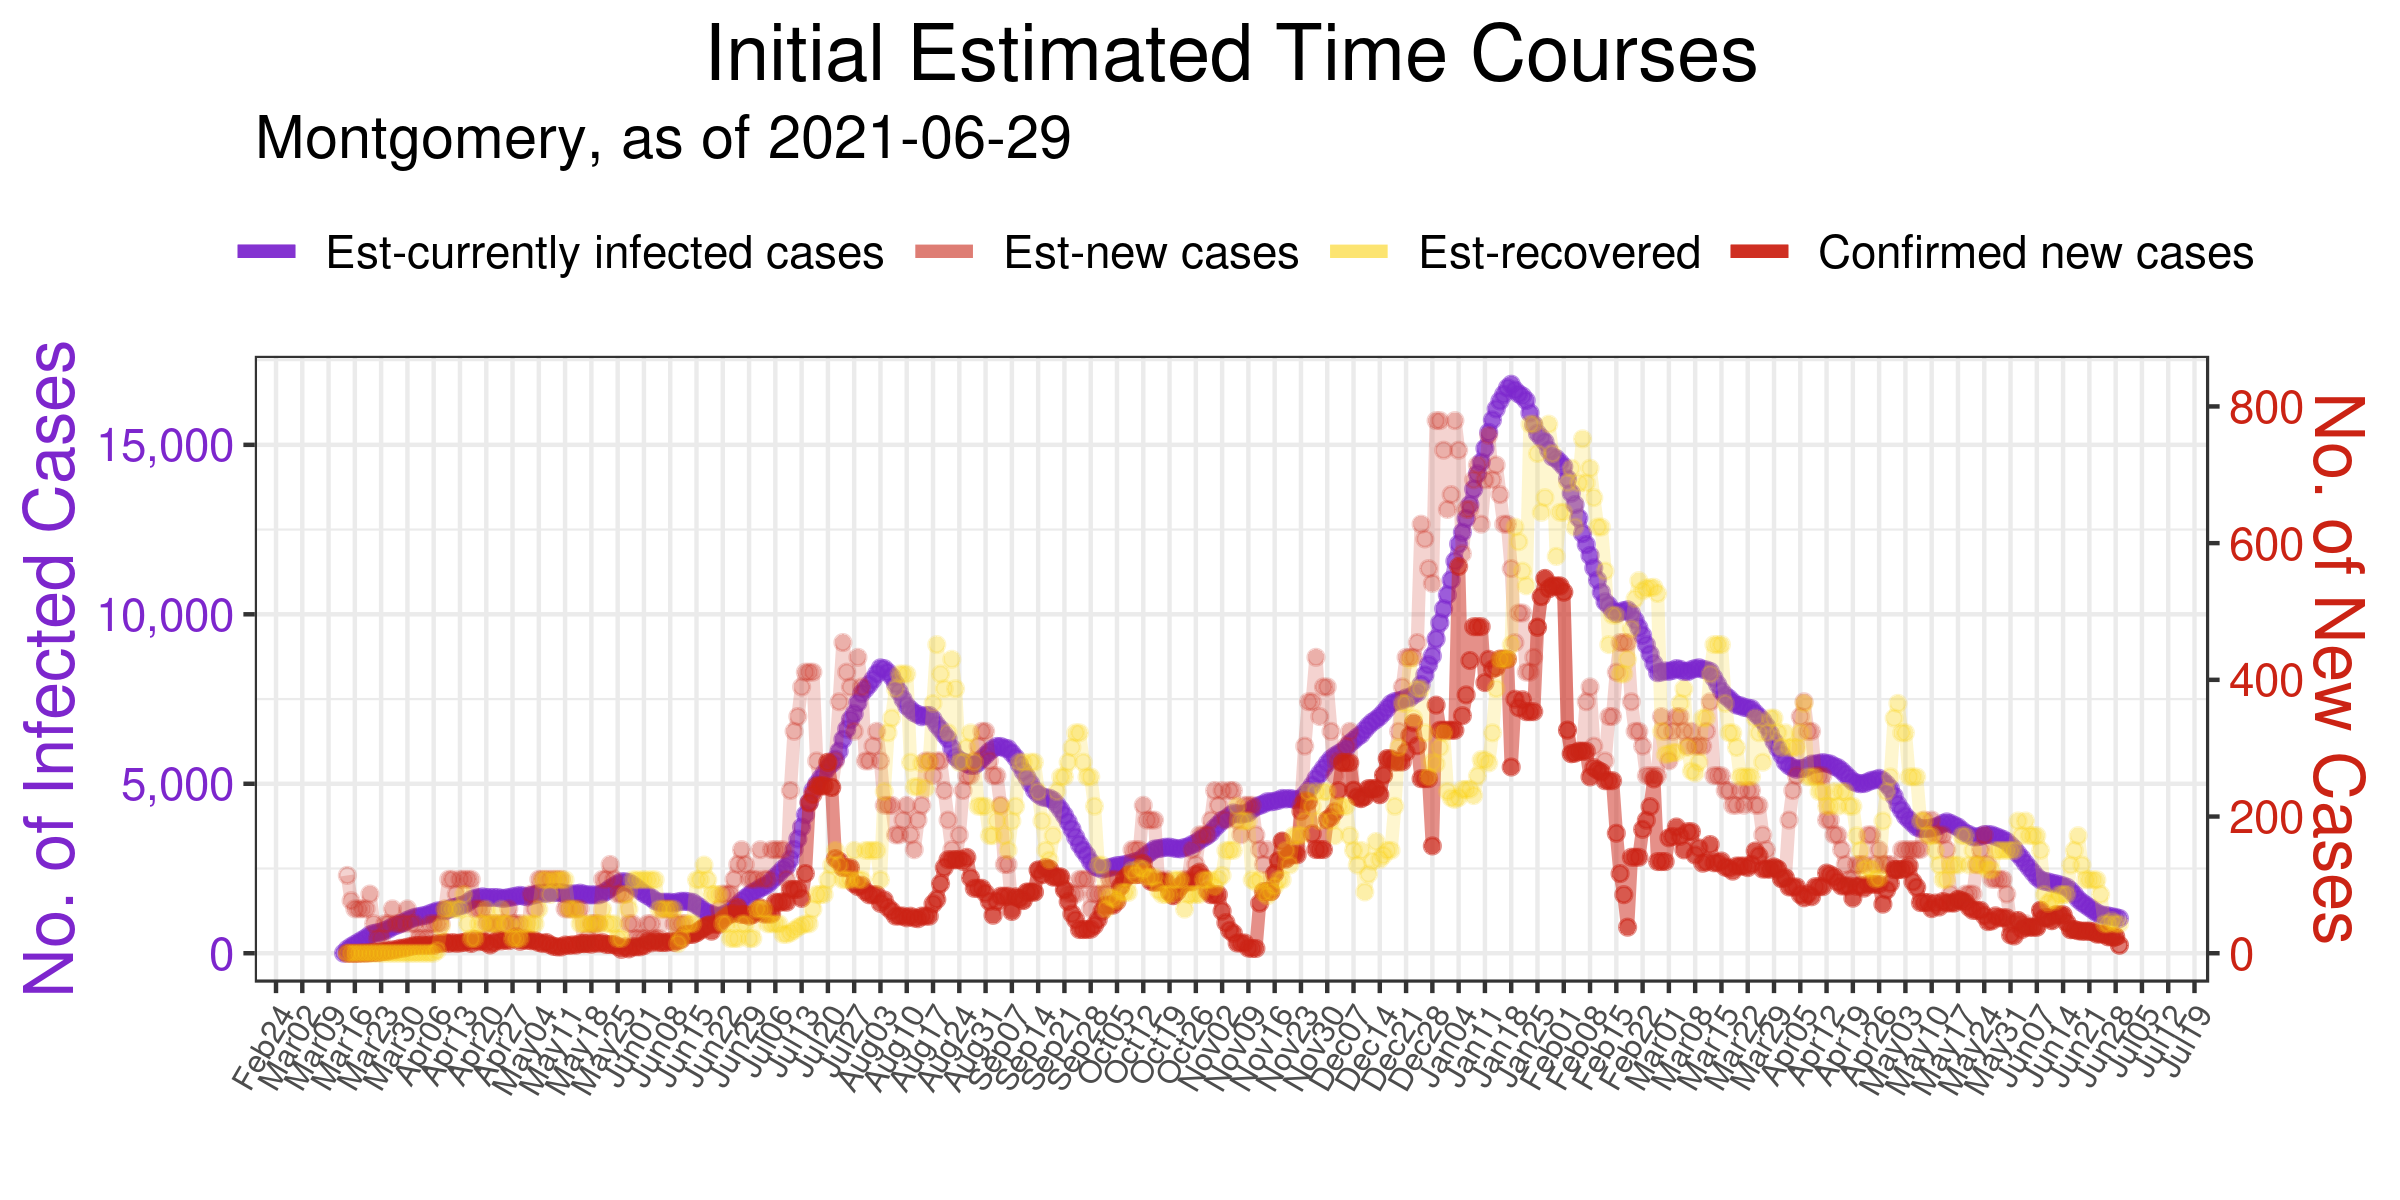 Initial Estimated Time Courses
Montgomery, as of 2021-06-29
Est-currently infected cases Est-new cases Est-recovered Confirmed new cases
No. of Infected Cases
15,000
10,000
5,000
0
800
600
400
200
0
No. of New Cases
Feb24 Mar02 Mar09 Mar16 Mar23 Mar30 Apr06 Apr13 Apr20 Apr27 May04 May11 May18 May25 Jun01 Jun08 Jun15 Jun22 Jun29 Jul06 Jul13 Jul20 Jul27 Aug03 Aug10 Aug17 Aug24 Aug31 Sep07 Sep14 Sep21 Sep28 Oct05 Oct12 Oct19 Oct26 Nov02 Nov09 Nov16 Nov23 Nov30 Dec07 Dec14 Dec21 Dec28 Jan04 Jan11 Jan18 Jan25 Feb01 Feb08 Feb15 Feb22 Mar01 Mar08 Mar15 Mar22 Mar29 Apr05 Apr12 Apr19 Apr26 May03 May10 May17 May24 May31 Jun07 Jun14 Jun21 Jun28 Jul05 Jul12 Jul19